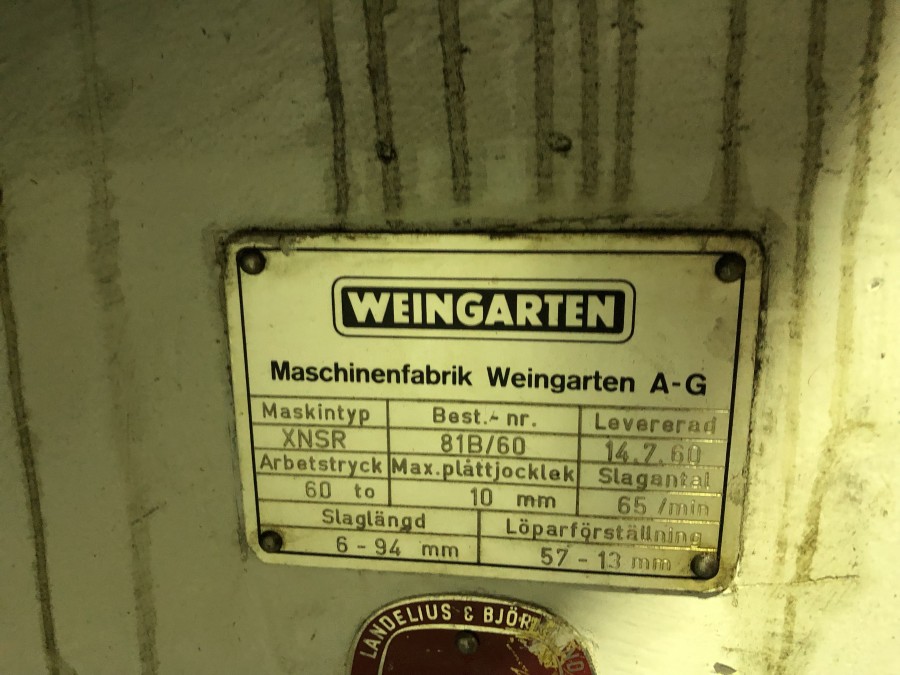 WEINGARTEN
Maschinenfabrik Weingarten A-G
Maskintyp Best.-nr. Levererad
XNSR 81B/60 14.7.60
Arbetstryck Max.plåttjocklek Slagantal
60 to 10 mm 65 /min
Slaglängd Löparförställning
6-94 mm 57-13 mm
LANDELIUS & BJÖR